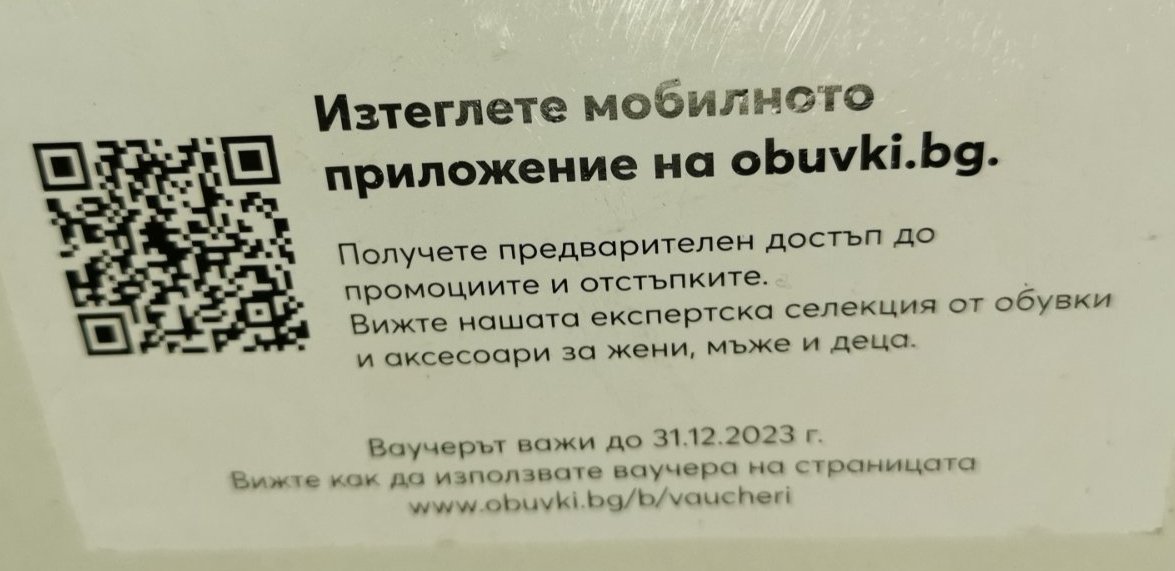 Изтеглете мобилното
приложение на obuvki.bg.
Получете предварителен достъп до
промоциите и отстъпките.
Вижте нашата експертска селекция от обувки
и аксесоари за жени, мъже и деца.
Ваучерът важи до 31.12.2023 г.
Вижте как да използвате ваучера на страницата
www.obuvki.bg/b/vaucheri